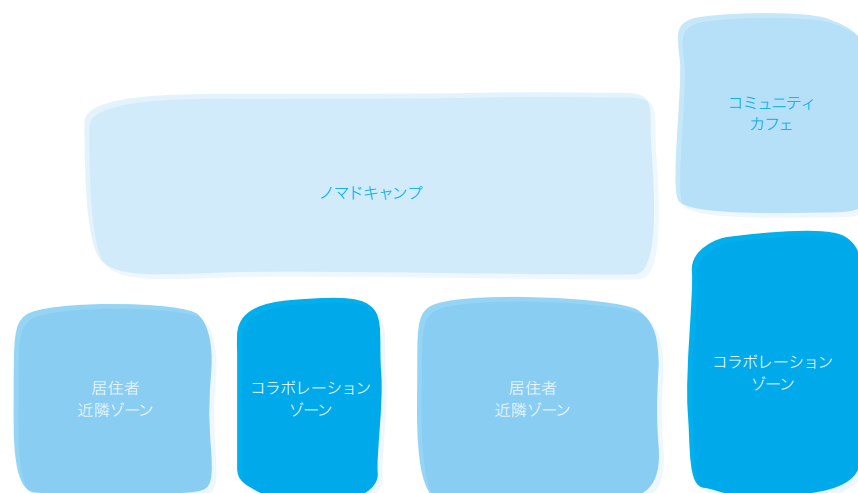 コミュニティ
カフェ
ノマドキャンプ
居住者
近隣ゾーン
コラボレーション
ゾーン
居住者
近隣ゾーン
コラボレーション
ゾーン